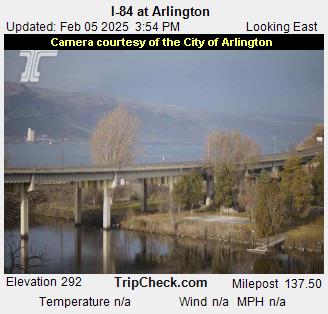 I-84 at Arlington
Updated: Feb 05 2025 3:54 PM Looking East
Camera courtesy of the City of Arlington
Elevation 292 TripCheck.com Milepost 137.50
Temperature n/a Wind n/a MPH n/a